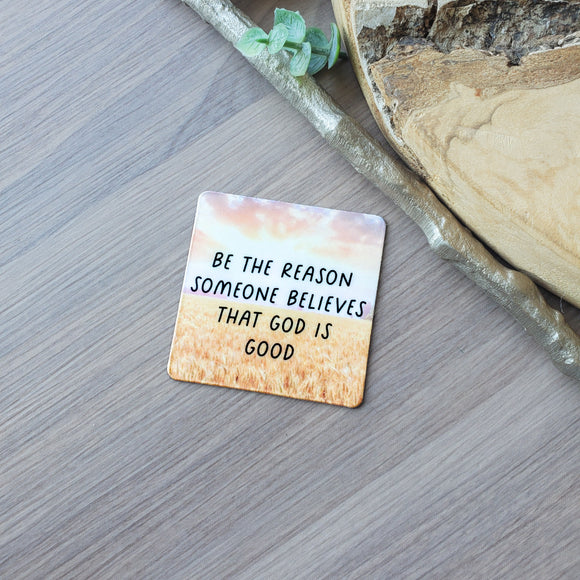 BE THE REASON
SOMEONE BELIEVES
THAT GOD IS
GOOD